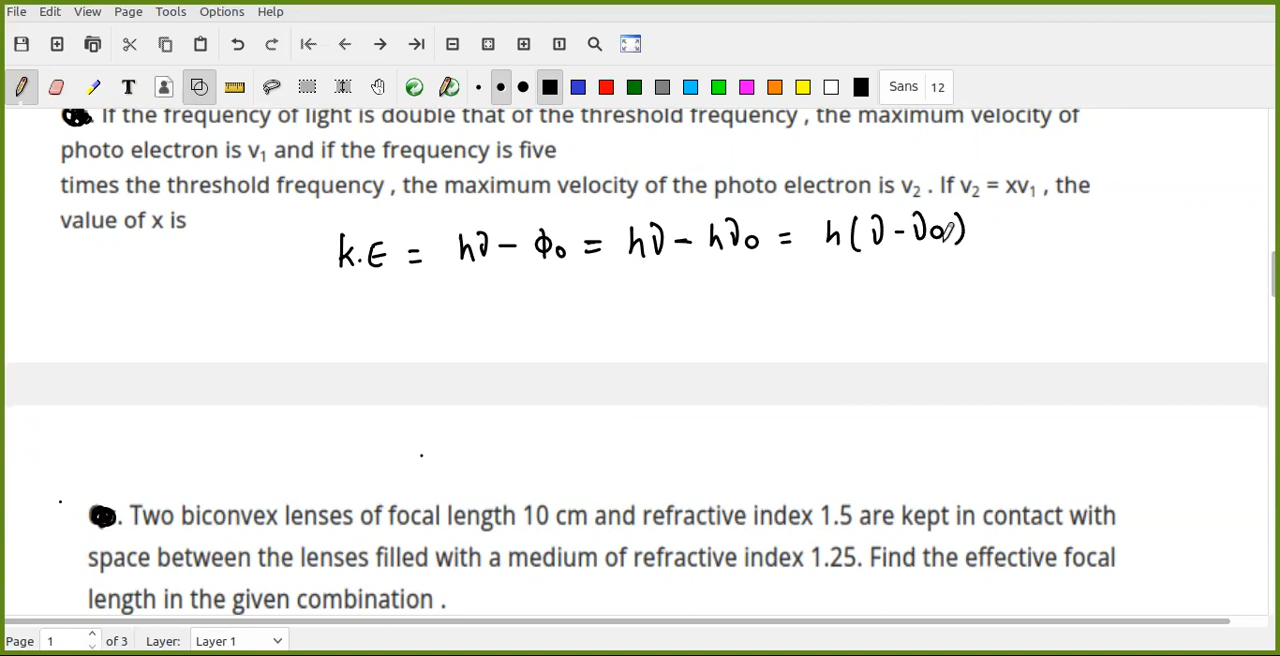 File Edit View Page Tools Options Help
T Sans 12
If the frequency of light is double that of the threshold frequency , the maximum velocity of
photo electron is v₁ and if the frequency is five
times the threshold frequency , the maximum velocity of the photo electron is v₂ . If v₂ = xv₁ , the
value of x is
K.E = hν - ϕ₀ = hν - hν₀ = h(ν - ν₀)
. Two biconvex lenses of focal length 10 cm and refractive index 1.5 are kept in contact with
space between the lenses filled with a medium of refractive index 1.25. Find the effective focal
length in the given combination .
Page 1 of 3 Layer: Layer 1